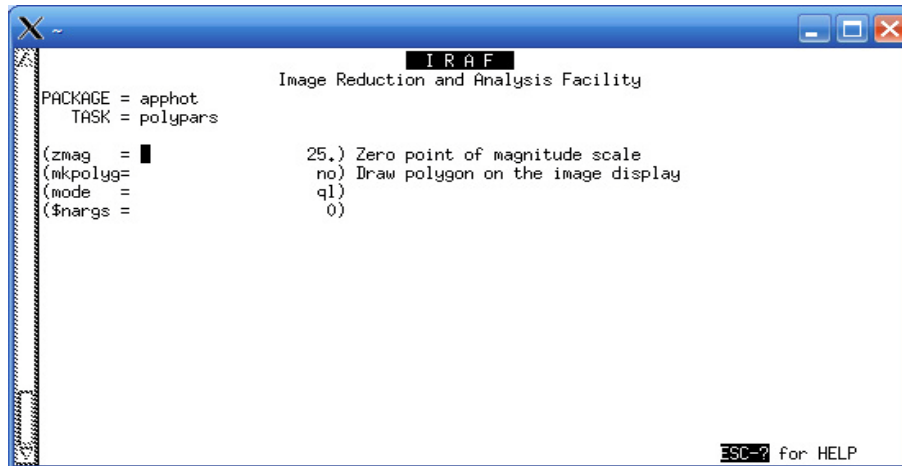 ~
I R A F
Image Reduction and Analysis Facility
PACKAGE = apphot
TASK = polypars
(zmag = 25.) Zero point of magnitude scale
(mkpolyg= no) Draw polygon on the image display
(mode = ql)
($nargs = 0)
ESC-? for HELP